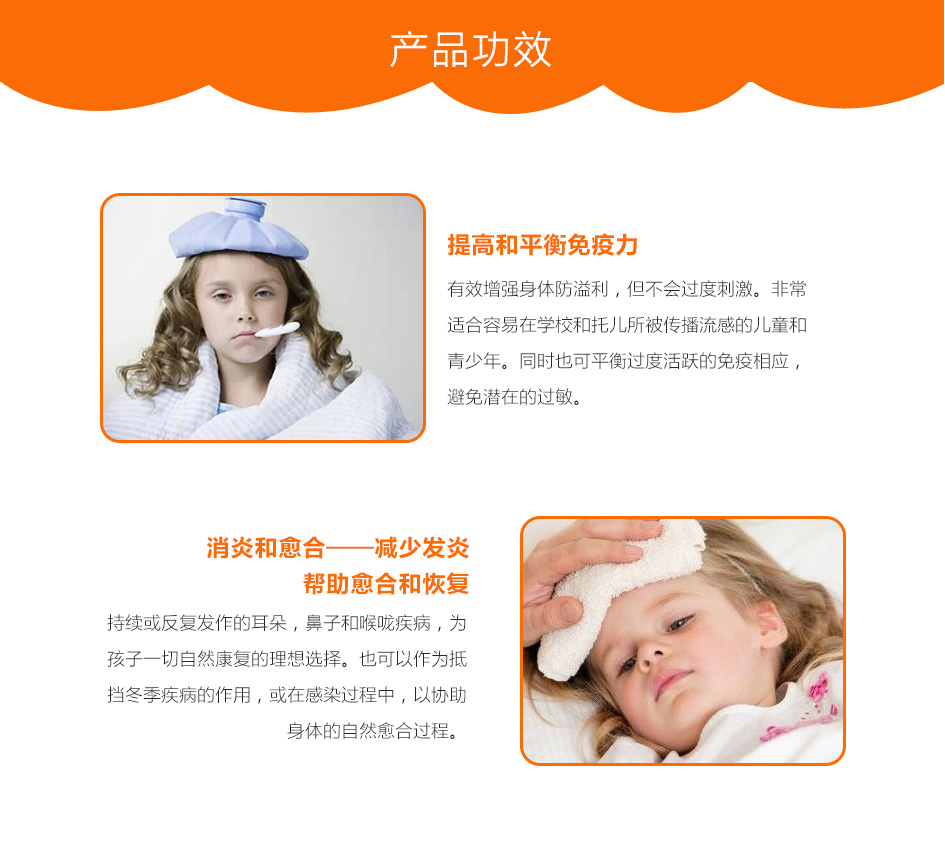 产品功效
提高和平衡免疫力
有效增强身体防溢利，但不会过度刺激。非常
适合容易在学校和托儿所被传播流感的儿童和
青少年。同时也可平衡过度活跃的免疫相应，
避免潜在的过敏。
消炎和愈合——减少发炎
帮助愈合和恢复
持续或反复发作的耳朵，鼻子和喉咙疾病，为
孩子一切自然康复的理想选择。也可以作为抵
挡冬季疾病的作用，或在感染过程中，以协助
身体的自然愈合过程。